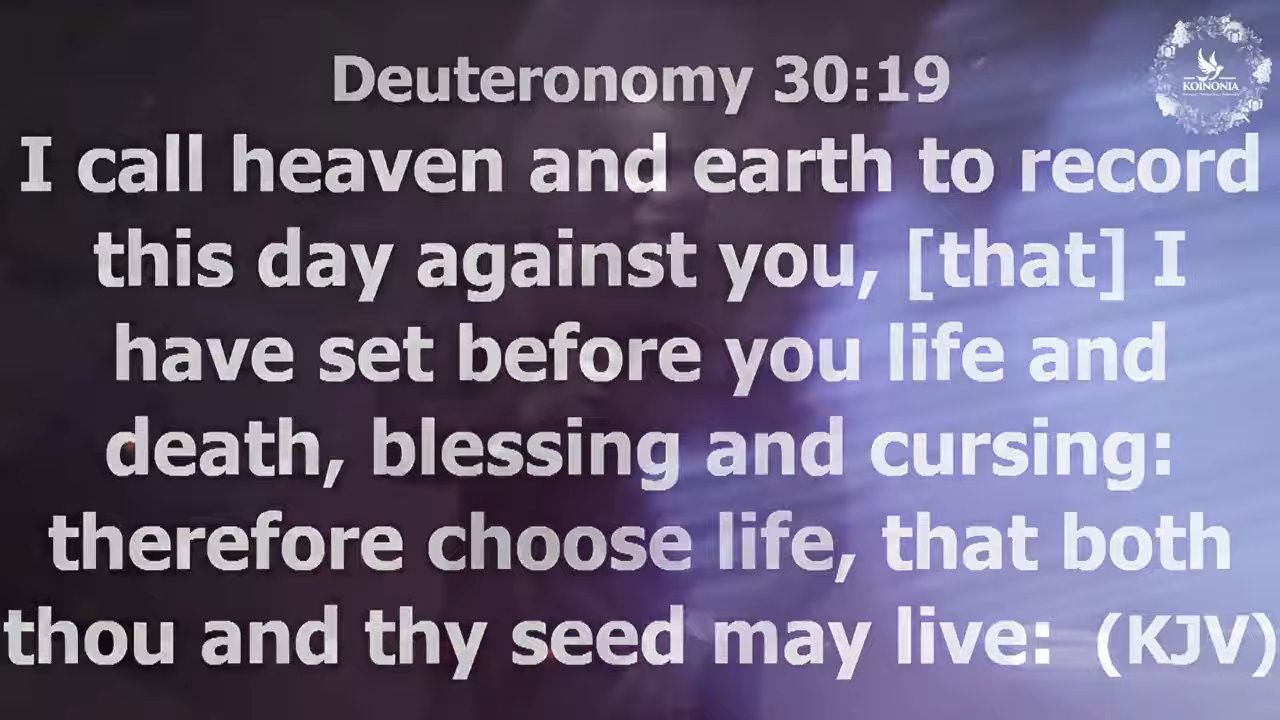 Deuteronomy 30:19
KOINONIA
I call heaven and earth to record
this day against you, [that] I
have set before you life and
death, blessing and cursing:
therefore choose life, that both
thou and thy seed may live: (KJV)